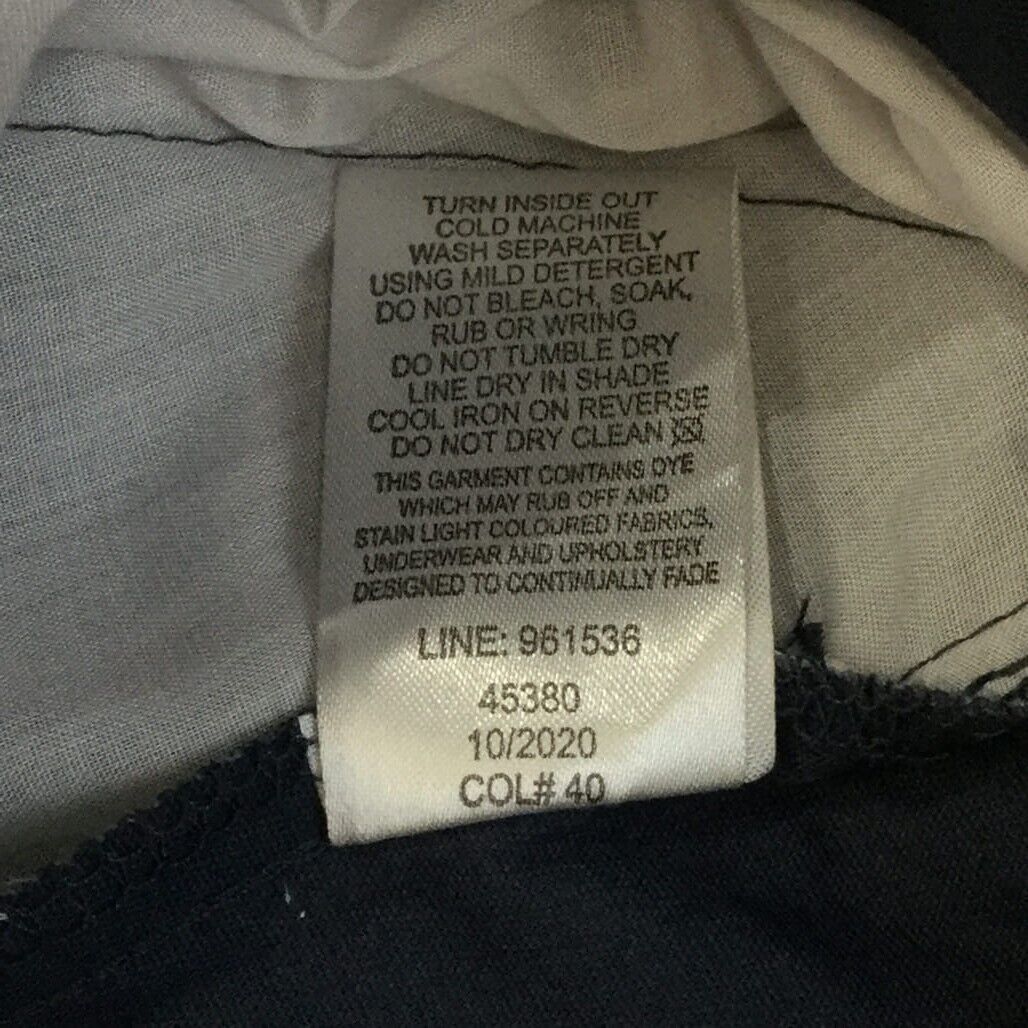 TURN INSIDE OUT
COLD MACHINE
WASH SEPARATELY
USING MILD DETERGENT
DO NOT BLEACH, SOAK,
RUB OR WRING
DO NOT TUMBLE DRY
LINE DRY IN SHADE
COOL IRON ON REVERSE
DO NOT DRY CLEAN
THIS GARMENT CONTAINS DYE
WHICH MAY RUB OFF AND
STAIN LIGHT COLOURED FABRICS,
UNDERWEAR AND UPHOLSTERY
DESIGNED TO CONTINUALLY FADE
LINE: 961536
45380
10/2020
COL# 40